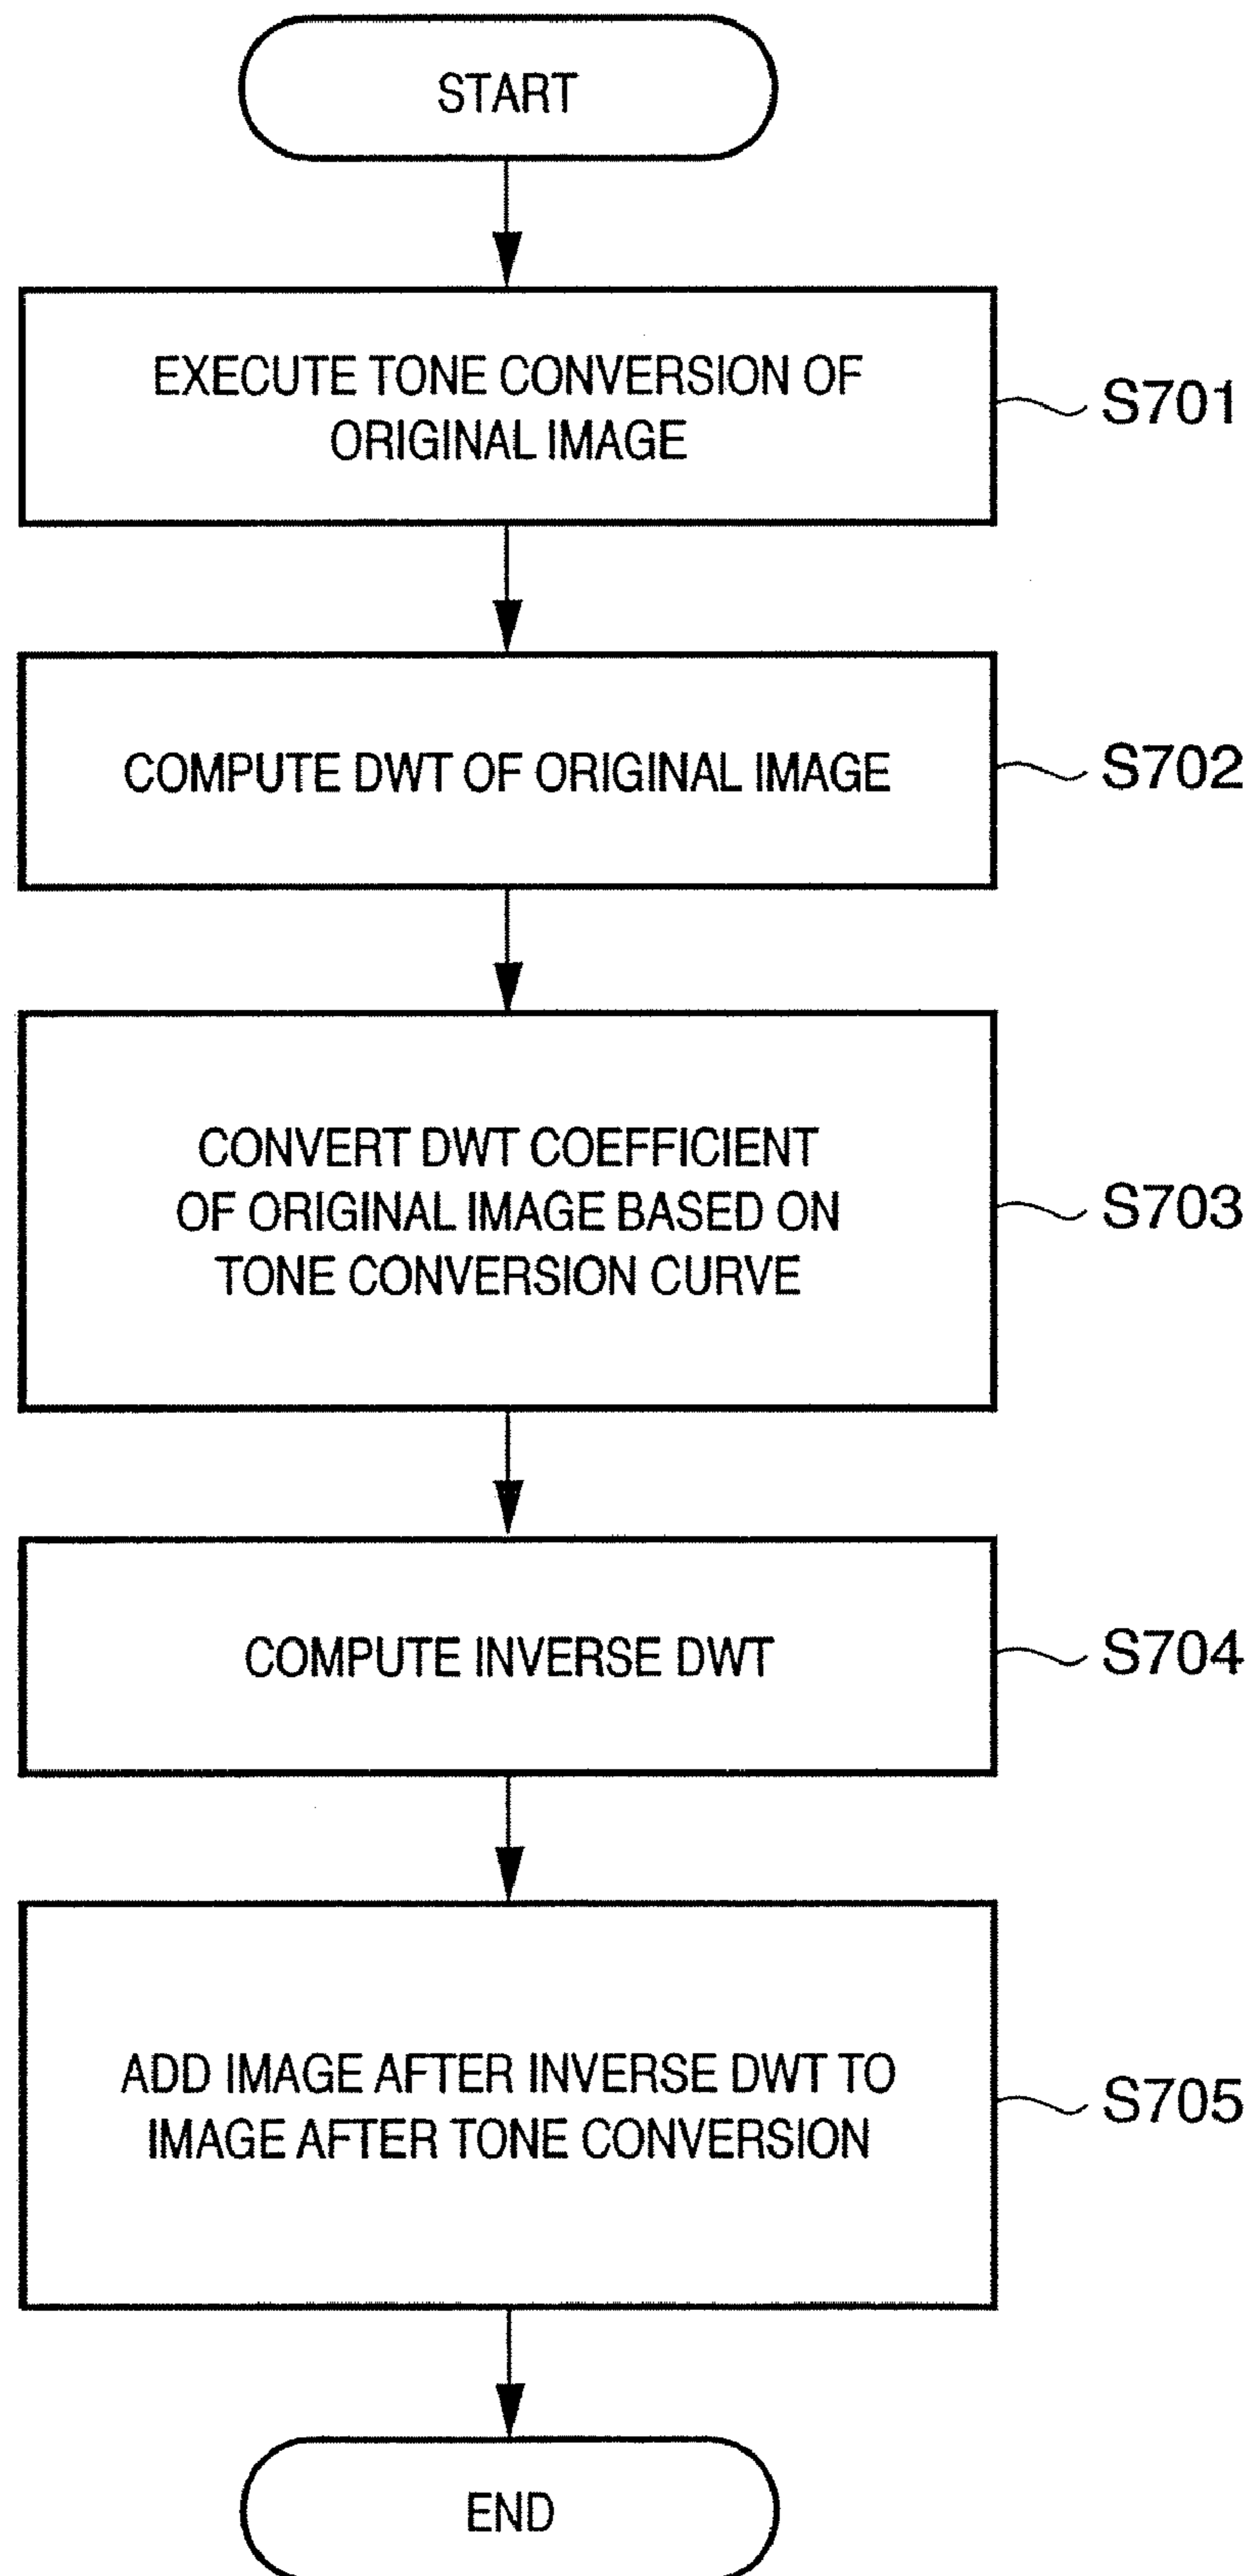 START
EXECUTE TONE CONVERSION OF
ORIGINAL IMAGE
S701
COMPUTE DWT OF ORIGINAL IMAGE
S702
CONVERT DWT COEFFICIENT
OF ORIGINAL IMAGE BASED ON
TONE CONVERSION CURVE
S703
COMPUTE INVERSE DWT
S704
ADD IMAGE AFTER INVERSE DWT TO
IMAGE AFTER TONE CONVERSION
S705
END